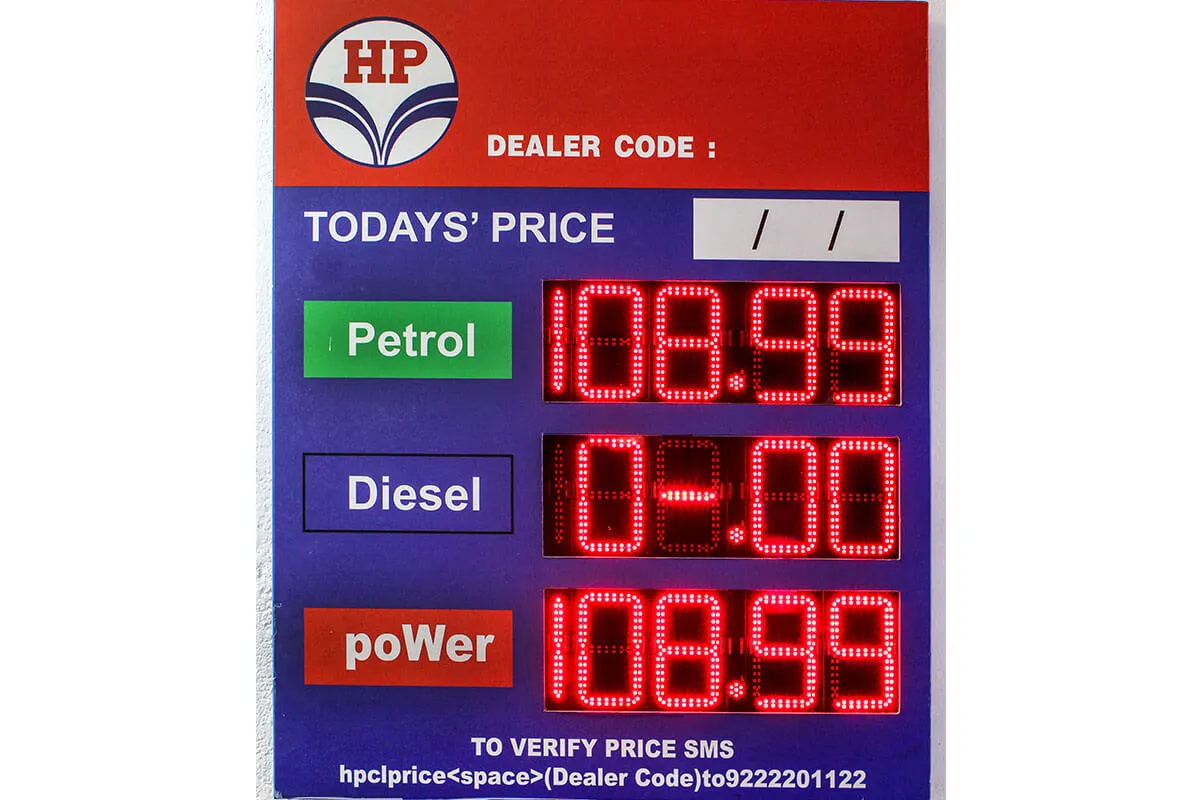 HP
DEALER CODE :
TODAYS’ PRICE / /
Petrol 108.99
Diesel 0-.00
poWer 108.99
TO VERIFY PRICE SMS
hpclprice<space>(Dealer Code)to9222201122